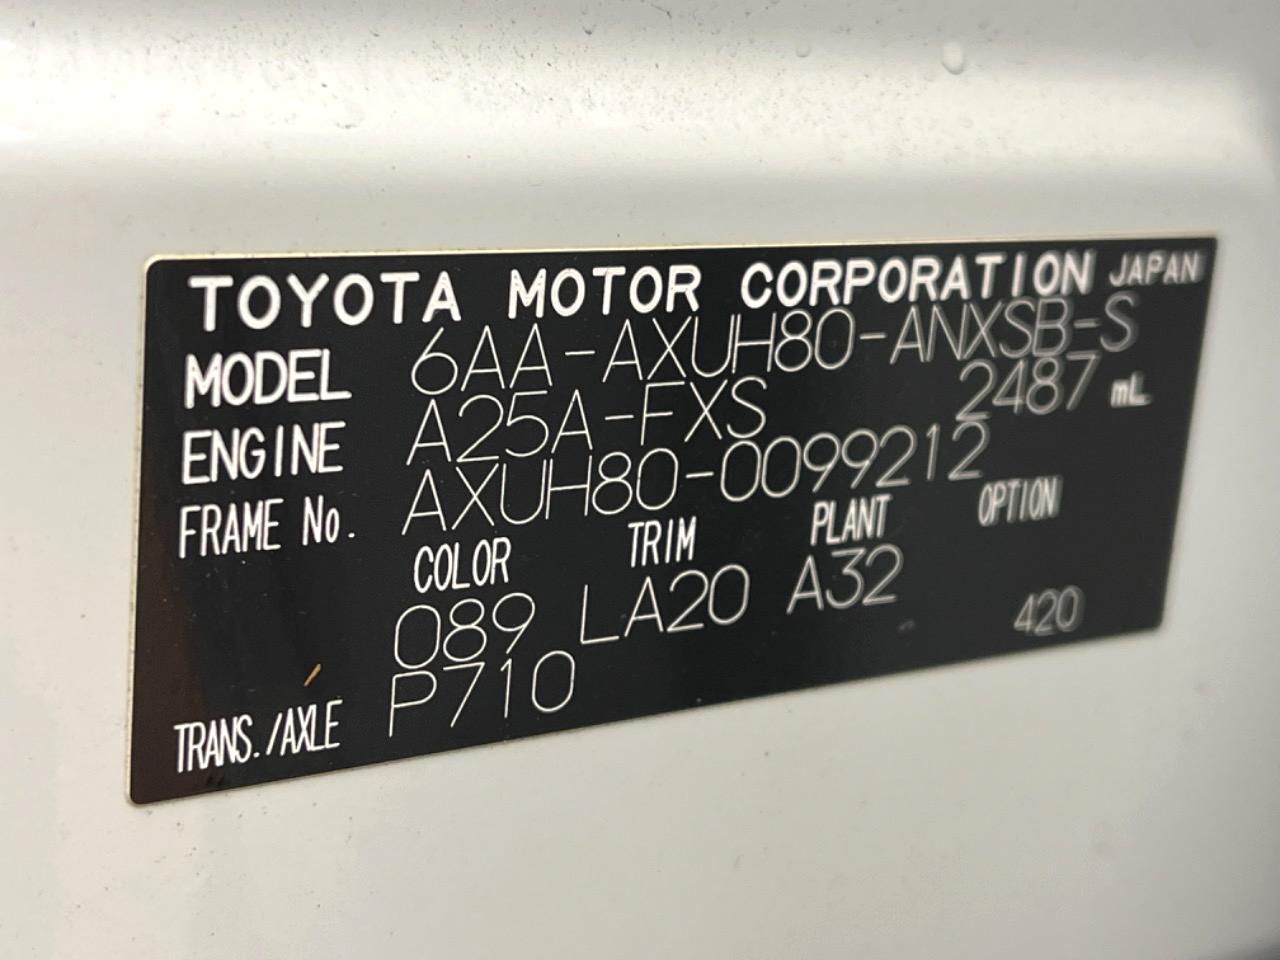 TOYOTA MOTOR CORPORATION JAPAN
MODEL 6AA-AXUH80-ANXSB-S
ENGINE A25A-FXS 2487 mL
FRAME No. AXUH80-0099212
COLOR TRIM PLANT OPTION
089 LA20 A32 420
TRANS./AXLE P710